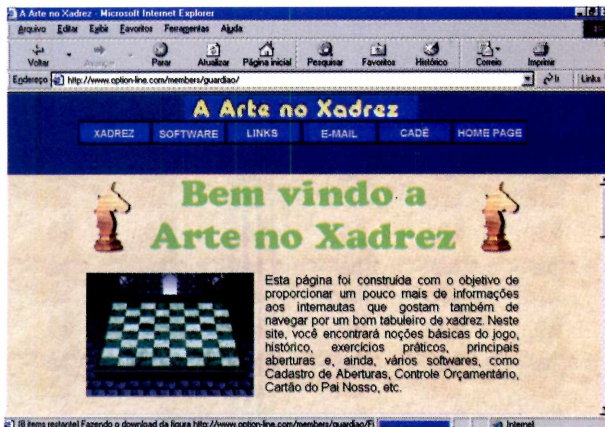 A Arte no Xadrez - Microsoft Internet Explorer
Arquivo Editar Exibir Favoritos Ferramentas Ajuda
Voltar Avançar Parar Atualizar Página inicial Pesquisar Favoritos Histórico Correio Imprimir
Endereço http://www.option-line.com/members/guardiao/ Ir Links
A Arte no Xadrez
XADREZ SOFTWARE LINKS E-MAIL CADÊ HOME PAGE
Bem vindo a
Arte no Xadrez
Esta página foi construída com o objetivo de
proporcionar um pouco mais de informações
aos internautas que gostam também de
navegar por um bom tabuleiro de xadrez. Neste
site, você encontrará noções básicas do jogo,
histórico, exercícios práticos, principais
aberturas e, ainda, vários softwares, como
Cadastro de Aberturas, Controle Orçamentário,
Cartão do Pai Nosso, etc.
(8 items restante) Fazendo o download da figura http://www.option-line.com/members/guardiao/Fi Internet